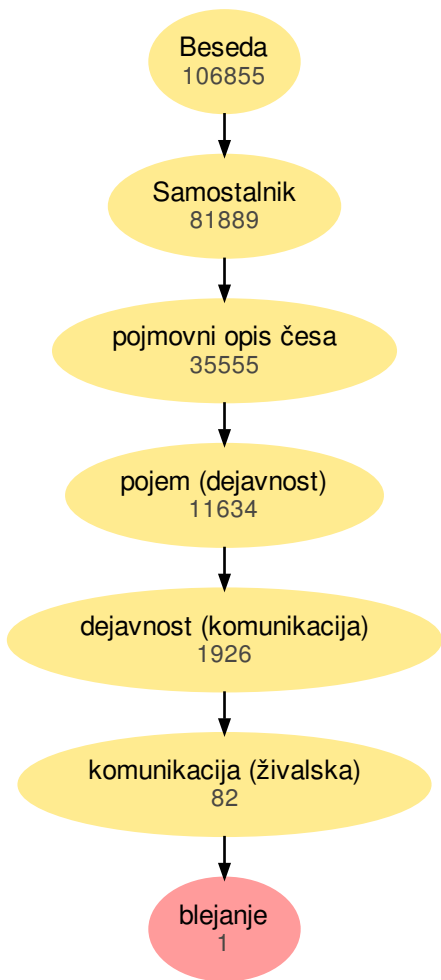 Beseda
106855
Samostalnik
81889
pojmovni opis česa
35555
pojem (dejavnost)
11634
dejavnost (komunikacija)
1926
komunikacija (živalska)
82
blejanje
1